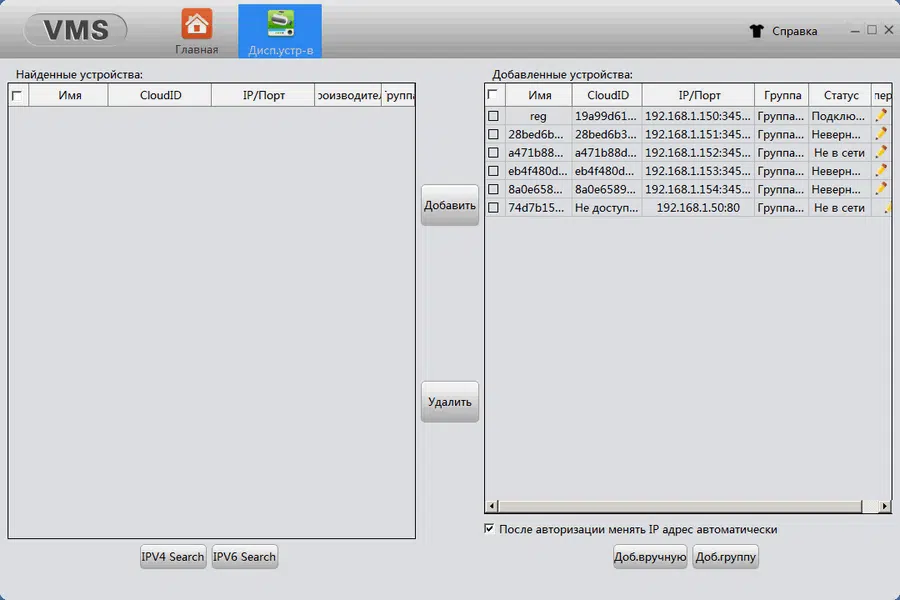 VMS
Главная
Дисп.устр-в
Справка
Найденные устройства:
Имя CloudID IP/Порт роизводител Групп
Добавить
Удалить
IPV4 Search IPV6 Search
Добавленные устройства:
Имя CloudID IP/Порт Группа Статус пер
reg 19a99d61... 192.168.1.150:345... Группа... Подклю...
28bed6b... 28bed6b3... 192.168.1.151:345... Группа... Неверн...
a471b88... a471b88d... 192.168.1.152:345... Группа... Не в сети
eb4f480d... eb4f480d... 192.168.1.153:345... Группа... Неверн...
8a0e658... 8a0e6589... 192.168.1.154:345... Группа... Неверн...
74d7b15... Не доступ... 192.168.1.50:80 Группа... Не в сети
После авторизации менять IP адрес автоматически
Доб.вручную Доб.группу